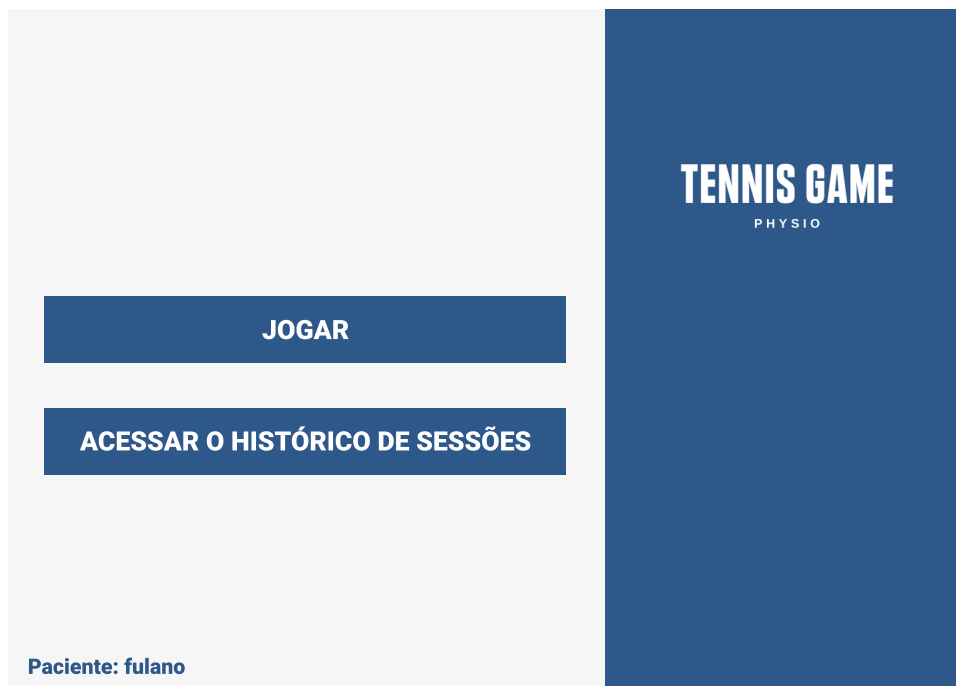 TENNIS GAME
PHYSIO
JOGAR
ACESSAR O HISTÓRICO DE SESSÕES
Paciente: fulano